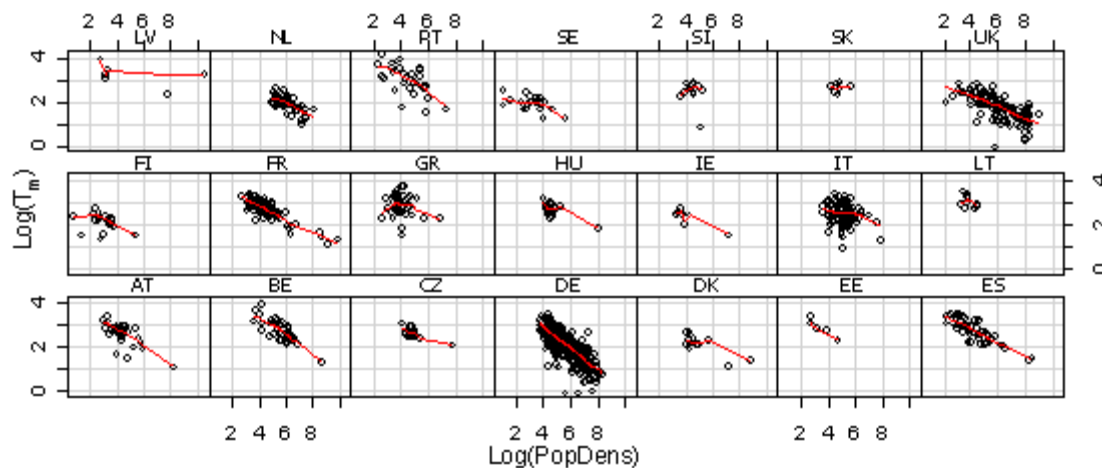 2 4 6 8 2 4 6 8 2 4 6 8 2 4 6 8
LV NL PT SE SI SK UK
4
2
0
FI FR GR HU IE IT LT
4
2
0
Log(T_m)
AT BE CZ DE DK EE ES
4
2
0
2 4 6 8 2 4 6 8 2 4 6 8
Log(PopDens)